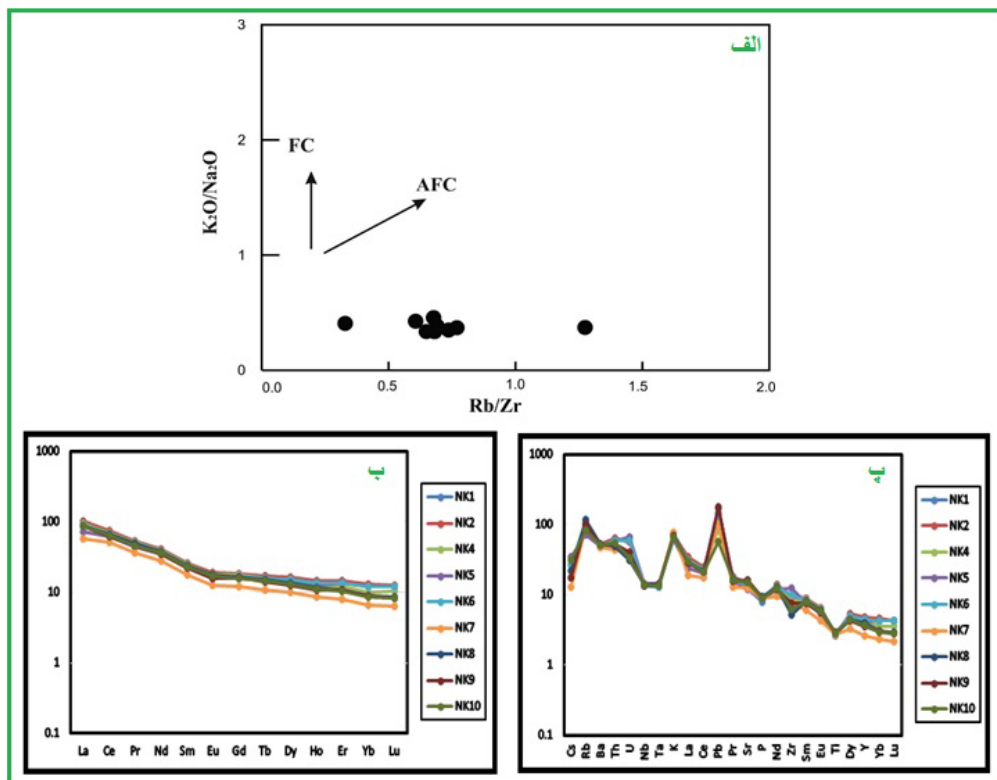 الف
3
2
1
0
K₂O/Na₂O
FC
AFC
0.0 0.5 1.0 1.5 2.0
Rb/Zr
1000
100
10
1
0.1
La Ce Pr Nd Sm Eu Gd Tb Dy Ho Er Yb Lu
ب
NK1
NK2
NK4
NK5
NK6
NK7
NK8
NK9
NK10
1000
100
10
1
0.1
Cs Rb Ba Th U Nb Ta K La Ce Pb Pr Sr P Nd Zr Sm Eu Ti Dy Y Yb Lu
NK1
NK2
NK4
NK5
NK6
NK7
NK8
NK9
NK10